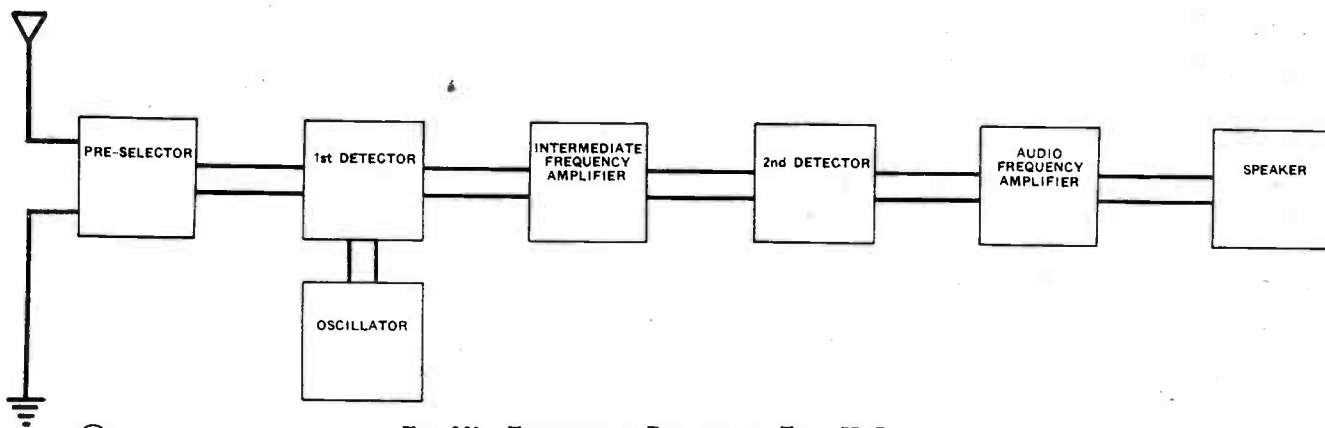 PRE-SELECTOR
1st DETECTOR
INTERMEDIATE
FREQUENCY
AMPLIFIER
2nd DETECTOR
AUDIO
FREQUENCY
AMPLIFIER
SPEAKER
OSCILLATOR